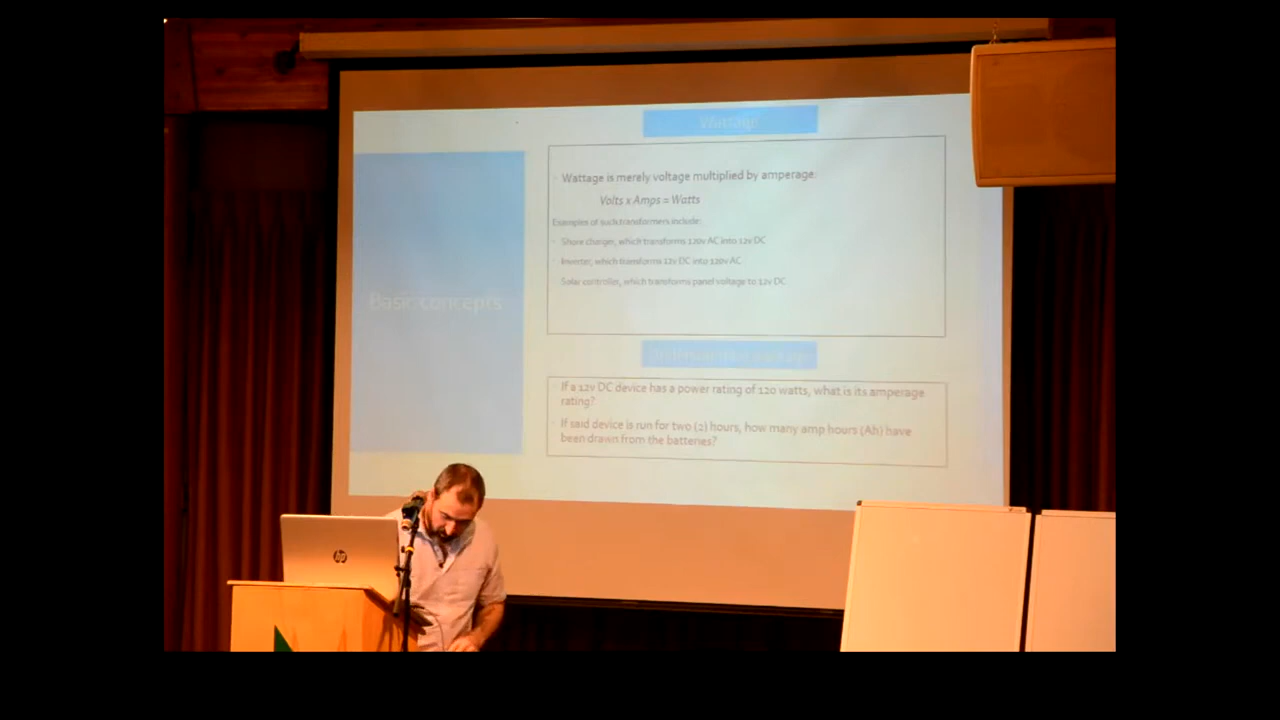 Wattage
Wattage is merely voltage multiplied by amperage.
Volts x Amps = Watts
Examples of such transformers include:
Shore charger, which transforms 120v AC into 12v DC
Inverter, which transforms 12v DC into 120v AC
Solar controller, which transforms panel voltage to 12v DC
Basic concepts
If a 12v DC device has a power rating of 120 watts, what is its amperage
rating?
If said device is run for two (2) hours, how many amp hours (Ah) have
been drawn from the batteries?
hp